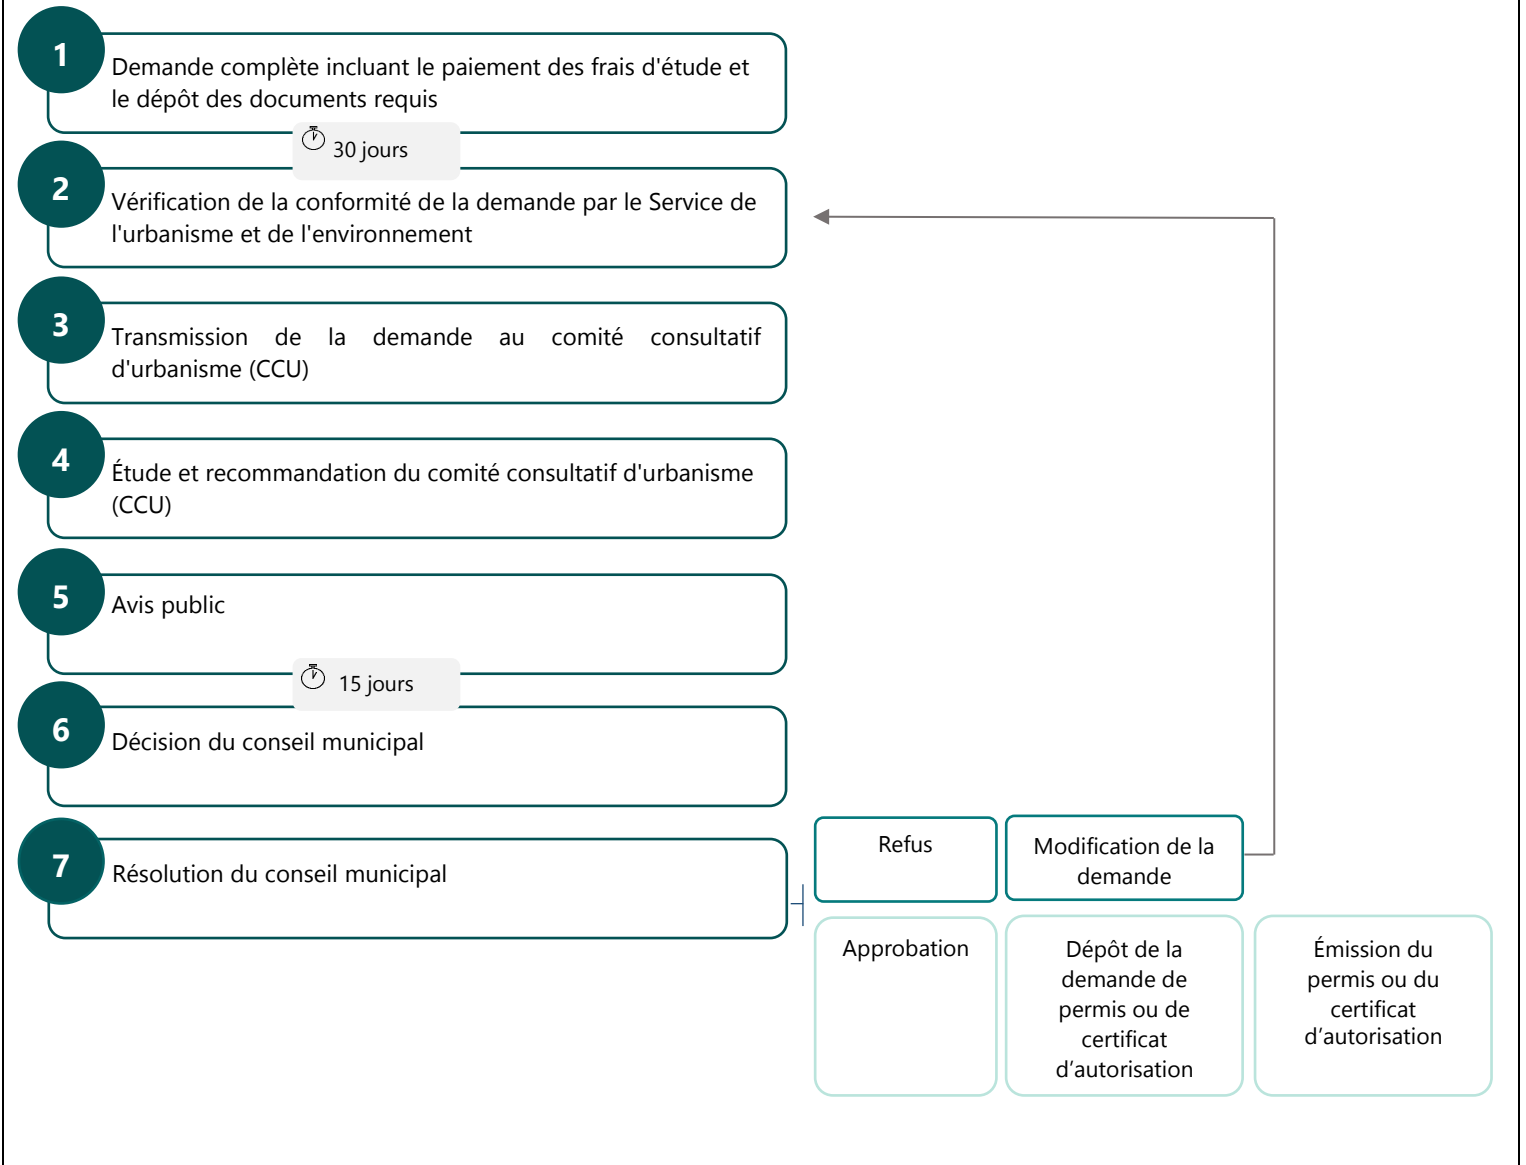 1
Demande complète incluant le paiement des frais d'étude et
le dépôt des documents requis
30 jours
2
Vérification de la conformité de la demande par le Service de
l'urbanisme et de l'environnement
3
Transmission de la demande au comité consultatif
d'urbanisme (CCU)
4
Étude et recommandation du comité consultatif d'urbanisme
(CCU)
5
Avis public
15 jours
6
Décision du conseil municipal
7
Résolution du conseil municipal
Refus
Modification de la
demande
Approbation
Dépôt de la
demande de
permis ou de
certificat
d’autorisation
Émission du
permis ou du
certificat
d’autorisation